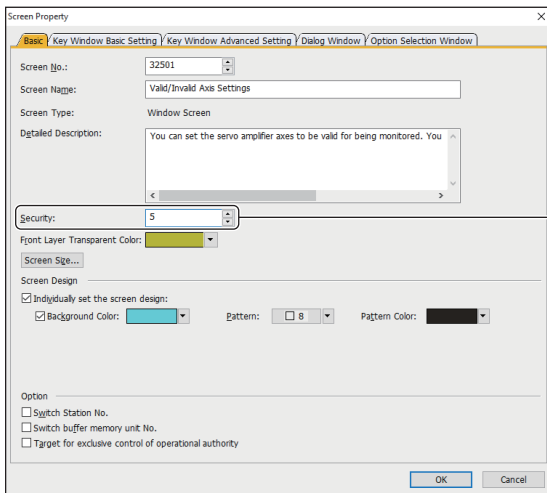 Screen Property
Basic Key Window Basic Setting Key Window Advanced Setting Dialog Window Option Selection Window
Screen No.: 32501
Screen Name: Valid/Invalid Axis Settings
Screen Type: Window Screen
Detailed Description: You can set the servo amplifier axes to be valid for being monitored. You
Security: 5
Front Layer Transparent Color:
Screen Size...
Screen Design
Individually set the screen design:
Background Color: Pattern: 8 Pattern Color:
Option
Switch Station No.
Switch buffer memory unit No.
Target for exclusive control of operational authority
OK Cancel